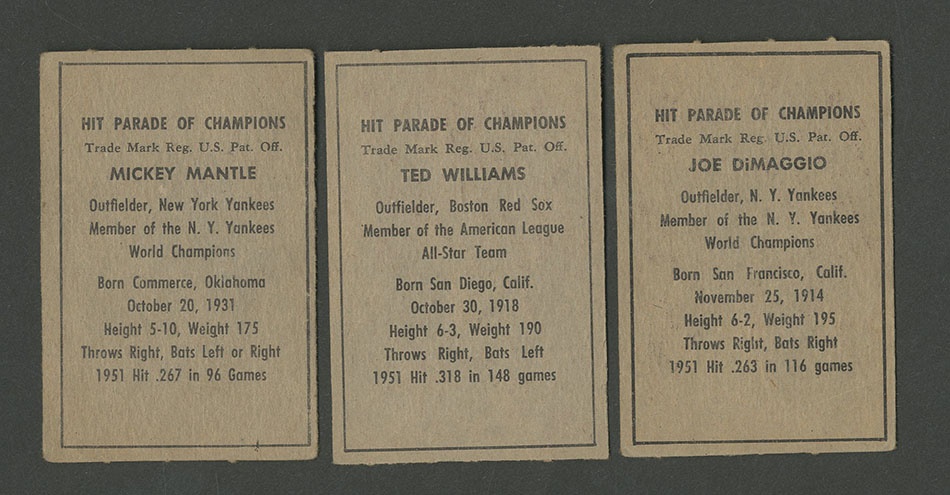 HIT PARADE OF CHAMPIONS
Trade Mark Reg. U.S. Pat. Off.
MICKEY MANTLE
Outfielder, New York Yankees
Member of the N. Y. Yankees
World Champions
Born Commerce, Oklahoma
October 20, 1931
Height 5-10, Weight 175
Throws Right, Bats Left or Right
1951 Hit .267 in 96 Games
HIT PARADE OF CHAMPIONS
Trade Mark Reg. U.S. Pat. Off.
TED WILLIAMS
Outfielder, Boston Red Sox
Member of the American League
All-Star Team
Born San Diego, Calif.
October 30, 1918
Height 6-3, Weight 190
Throws Right, Bats Left
1951 Hit .318 in 148 games
HIT PARADE OF CHAMPIONS
Trade Mark Reg. U.S. Pat. Off.
JOE DiMAGGIO
Outfielder, N. Y. Yankees
Member of the N. Y. Yankees
World Champions
Born San Francisco, Calif.
November 25, 1914
Height 6-2, Weight 195
Throws Right, Bats Right
1951 Hit .263 in 116 games